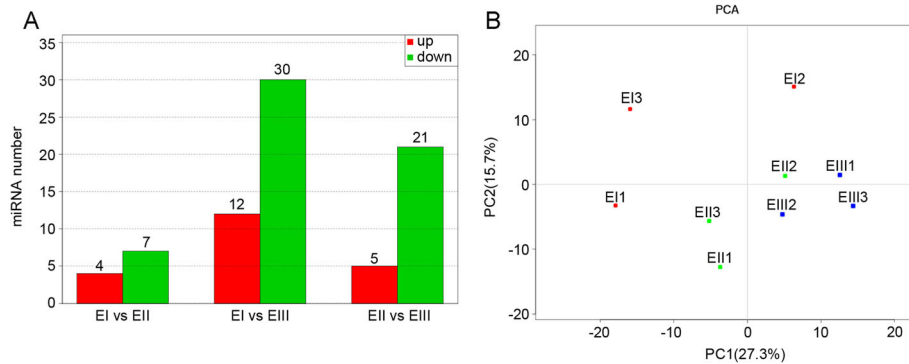 A
miRNA number
35
30
25
20
15
10
5
0
up
down
4
7
12
30
5
21
EI vs EII
EI vs EIII
EII vs EIII
B
PCA
PC2(15.7%)
20
10
0
-10
-20
EI3
EI2
EII2
EIII1
EI1
EII3
EIII2
EIII3
EII1
-20
-10
0
10
20
PC1(27.3%)